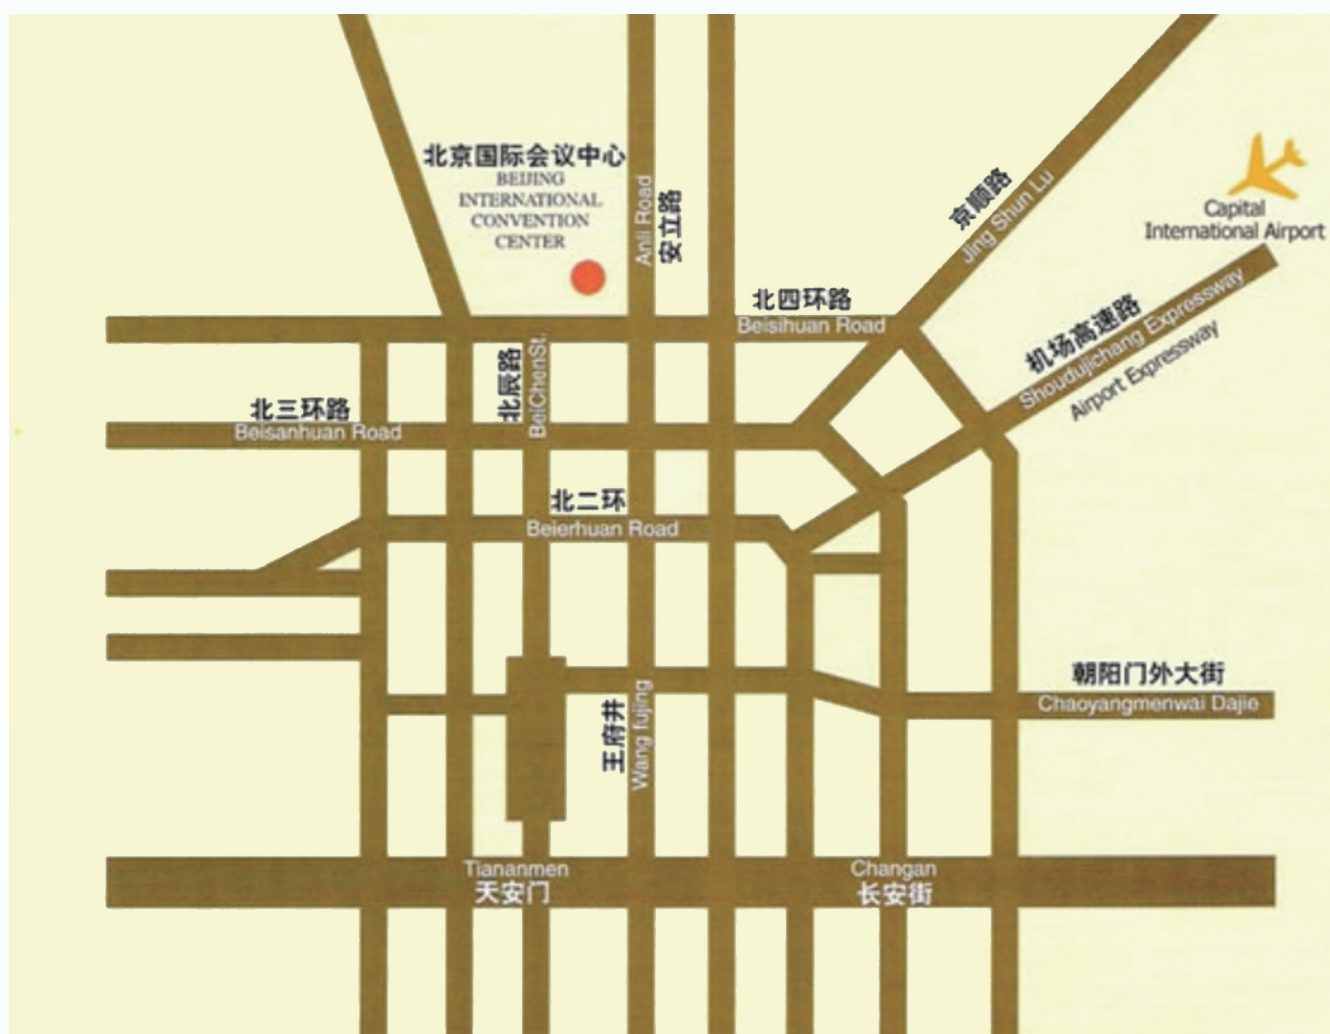 北京国际会议中心
BEIJING
INTERNATIONAL
CONVENTION
CENTER
Anli Road
安立路
京顺路
Jing Shun Lu
Capital
International Airport
北四环路
Beisihuan Road
机场高速路
Shoudujichang Expressway
Airport Expressway
北辰路
BeiChenSt.
北三环路
Beisanhuan Road
北二环
Beierhuan Road
朝阳门外大街
Chaoyangmenwai Dajie
王府井
Wang fujing
Tiananmen
天安门
Changan
长安街